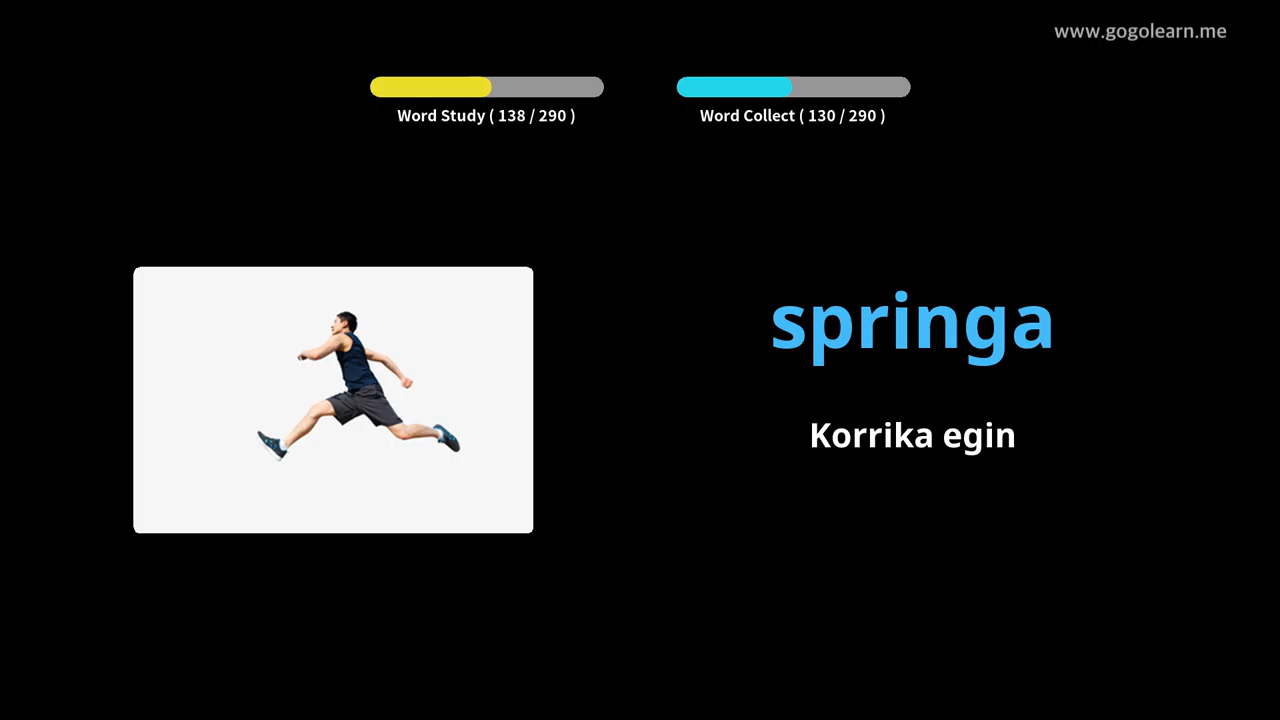 www.gogolearn.me
Word Study ( 138 / 290 )
Word Collect ( 130 / 290 )
springa
Korrika egin